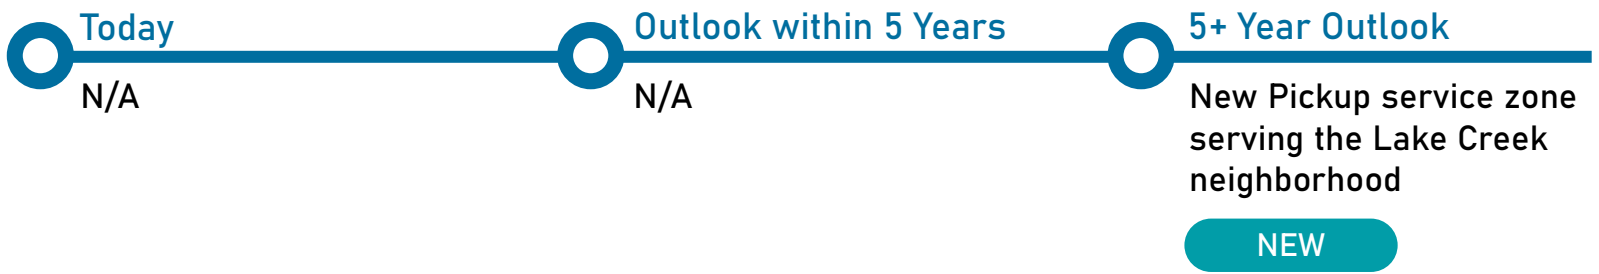 Today
N/A
Outlook within 5 Years
N/A
5+ Year Outlook
New Pickup service zone
serving the Lake Creek
neighborhood
NEW